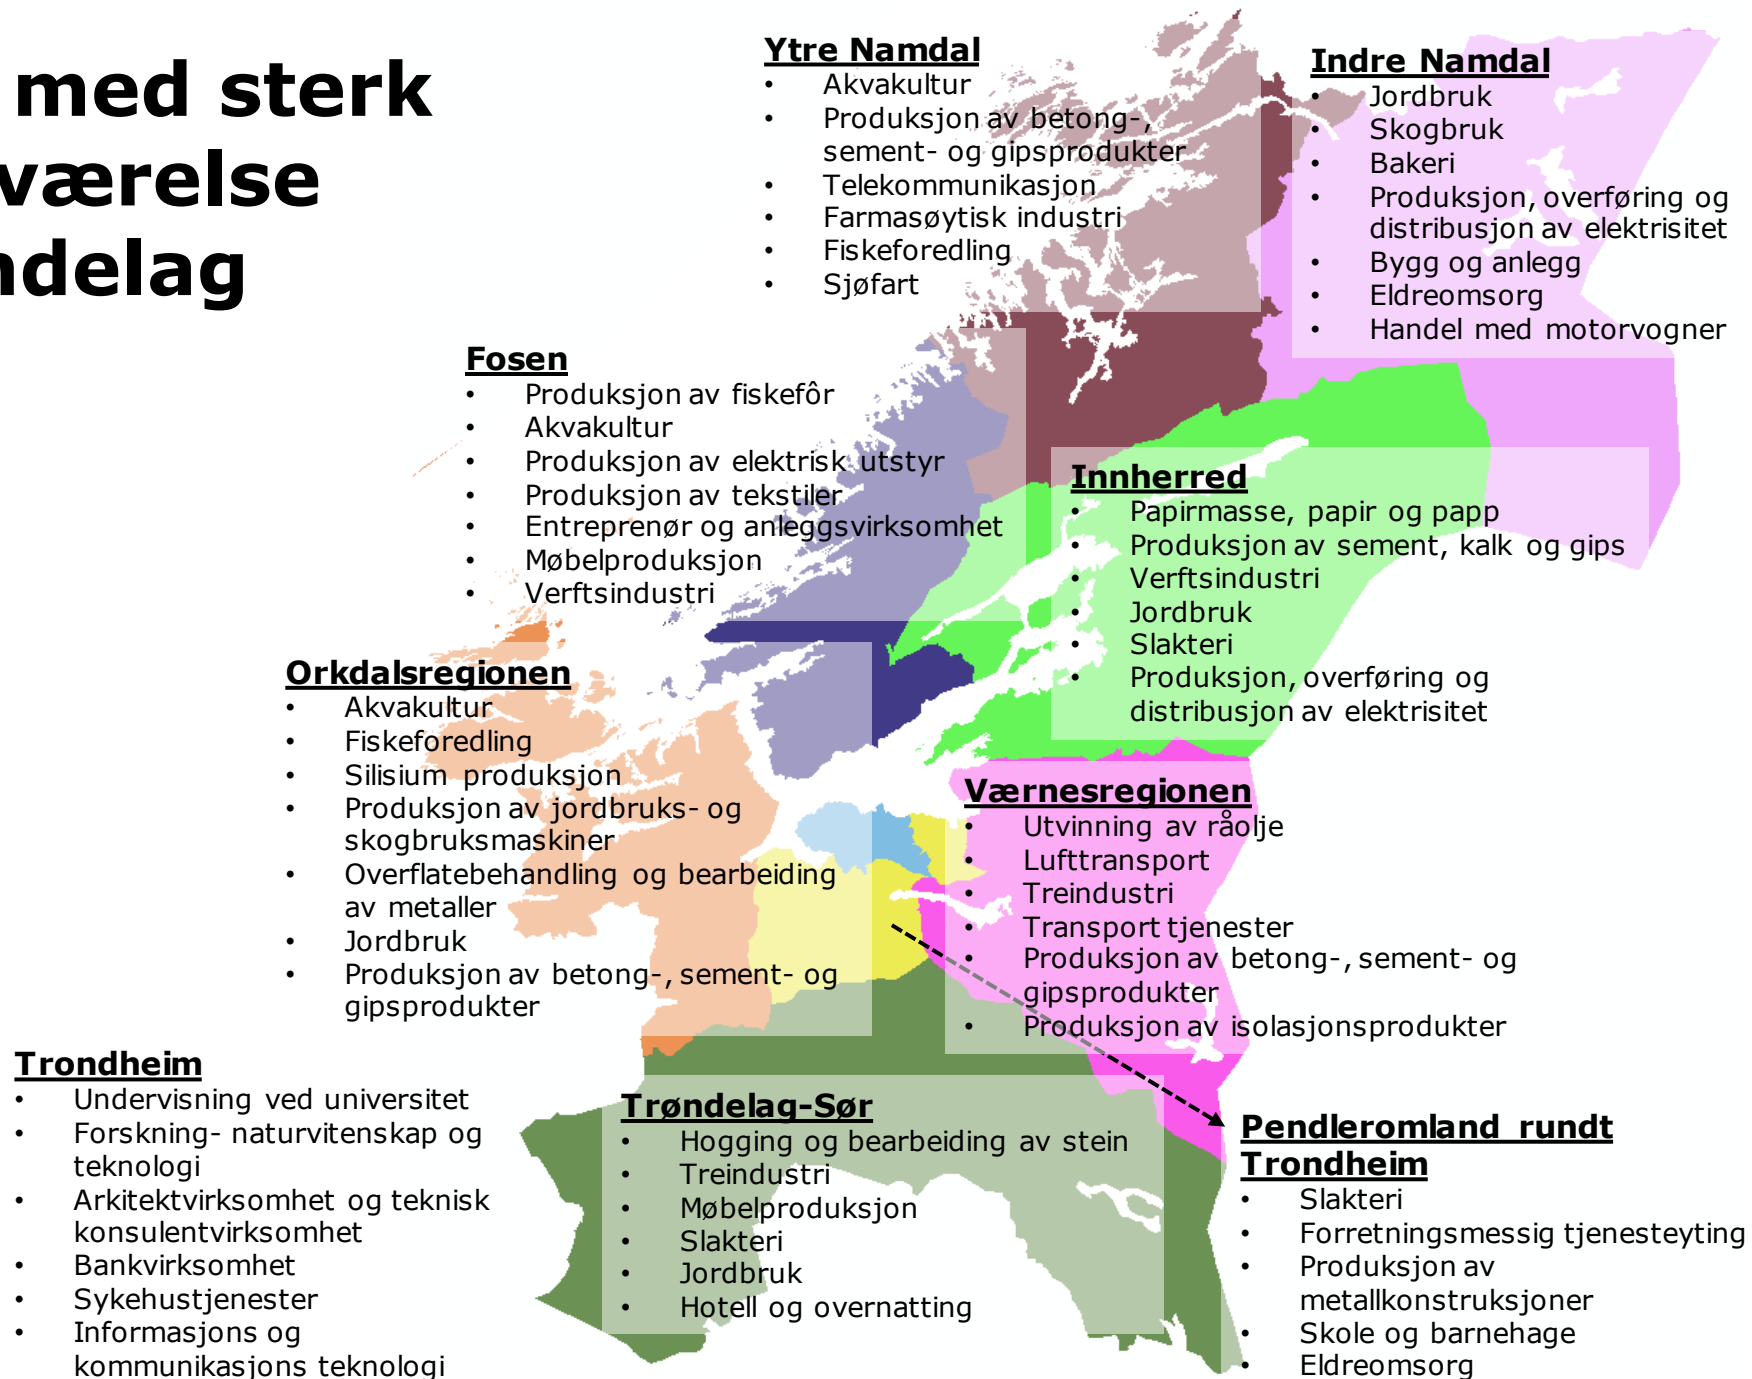 med sterk
værelse
ndelag
Ytre Namdal
• Akvakultur
• Produksjon av betong-,
sement- og gipsprodukter
• Telekommunikasjon
• Farmasøytisk industri
• Fiskeforedling
• Sjøfart
Indre Namdal
• Jordbruk
• Skogbruk
• Bakeri
• Produksjon, overføring og
distribusjon av elektrisitet
• Bygg og anlegg
• Eldreomsorg
• Handel med motorvogner
Fosen
• Produksjon av fiskefôr
• Akvakultur
• Produksjon av elektrisk utstyr
• Produksjon av tekstiler
• Entreprenør og anleggsvirksomhet
• Møbelproduksjon
• Verftsindustri
Innherred
• Papirmasse, papir og papp
• Produksjon av sement, kalk og gips
• Verftsindustri
• Jordbruk
• Slakteri
• Produksjon, overføring og
distribusjon av elektrisitet
Orkdalsregionen
• Akvakultur
• Fiskeforedling
• Silisium produksjon
• Produksjon av jordbruks- og
skogbruksmaskiner
• Overflatebehandling og bearbeiding
av metaller
• Jordbruk
• Produksjon av betong-, sement- og
gipsprodukter
Værnesregionen
• Utvinning av råolje
• Lufttransport
• Treindustri
• Transport tjenester
• Produksjon av betong-, sement- og
gipsprodukter
• Produksjon av isolasjonsprodukter
Trondheim
• Undervisning ved universitet
• Forskning- naturvitenskap og
teknologi
• Arkitektvirksomhet og teknisk
konsulentvirksomhet
• Bankvirksomhet
• Sykehustjenester
• Informasjons og
kommunikasjons teknologi
Trøndelag-Sør
• Hogging og bearbeiding av stein
• Treindustri
• Møbelproduksjon
• Slakteri
• Jordbruk
• Hotell og overnatting
Pendleromland rundt
Trondheim
• Slakteri
• Forretningsmessig tjenesteyting
• Produksjon av
metallkonstruksjoner
• Skole og barnehage
• Eldreomsorg